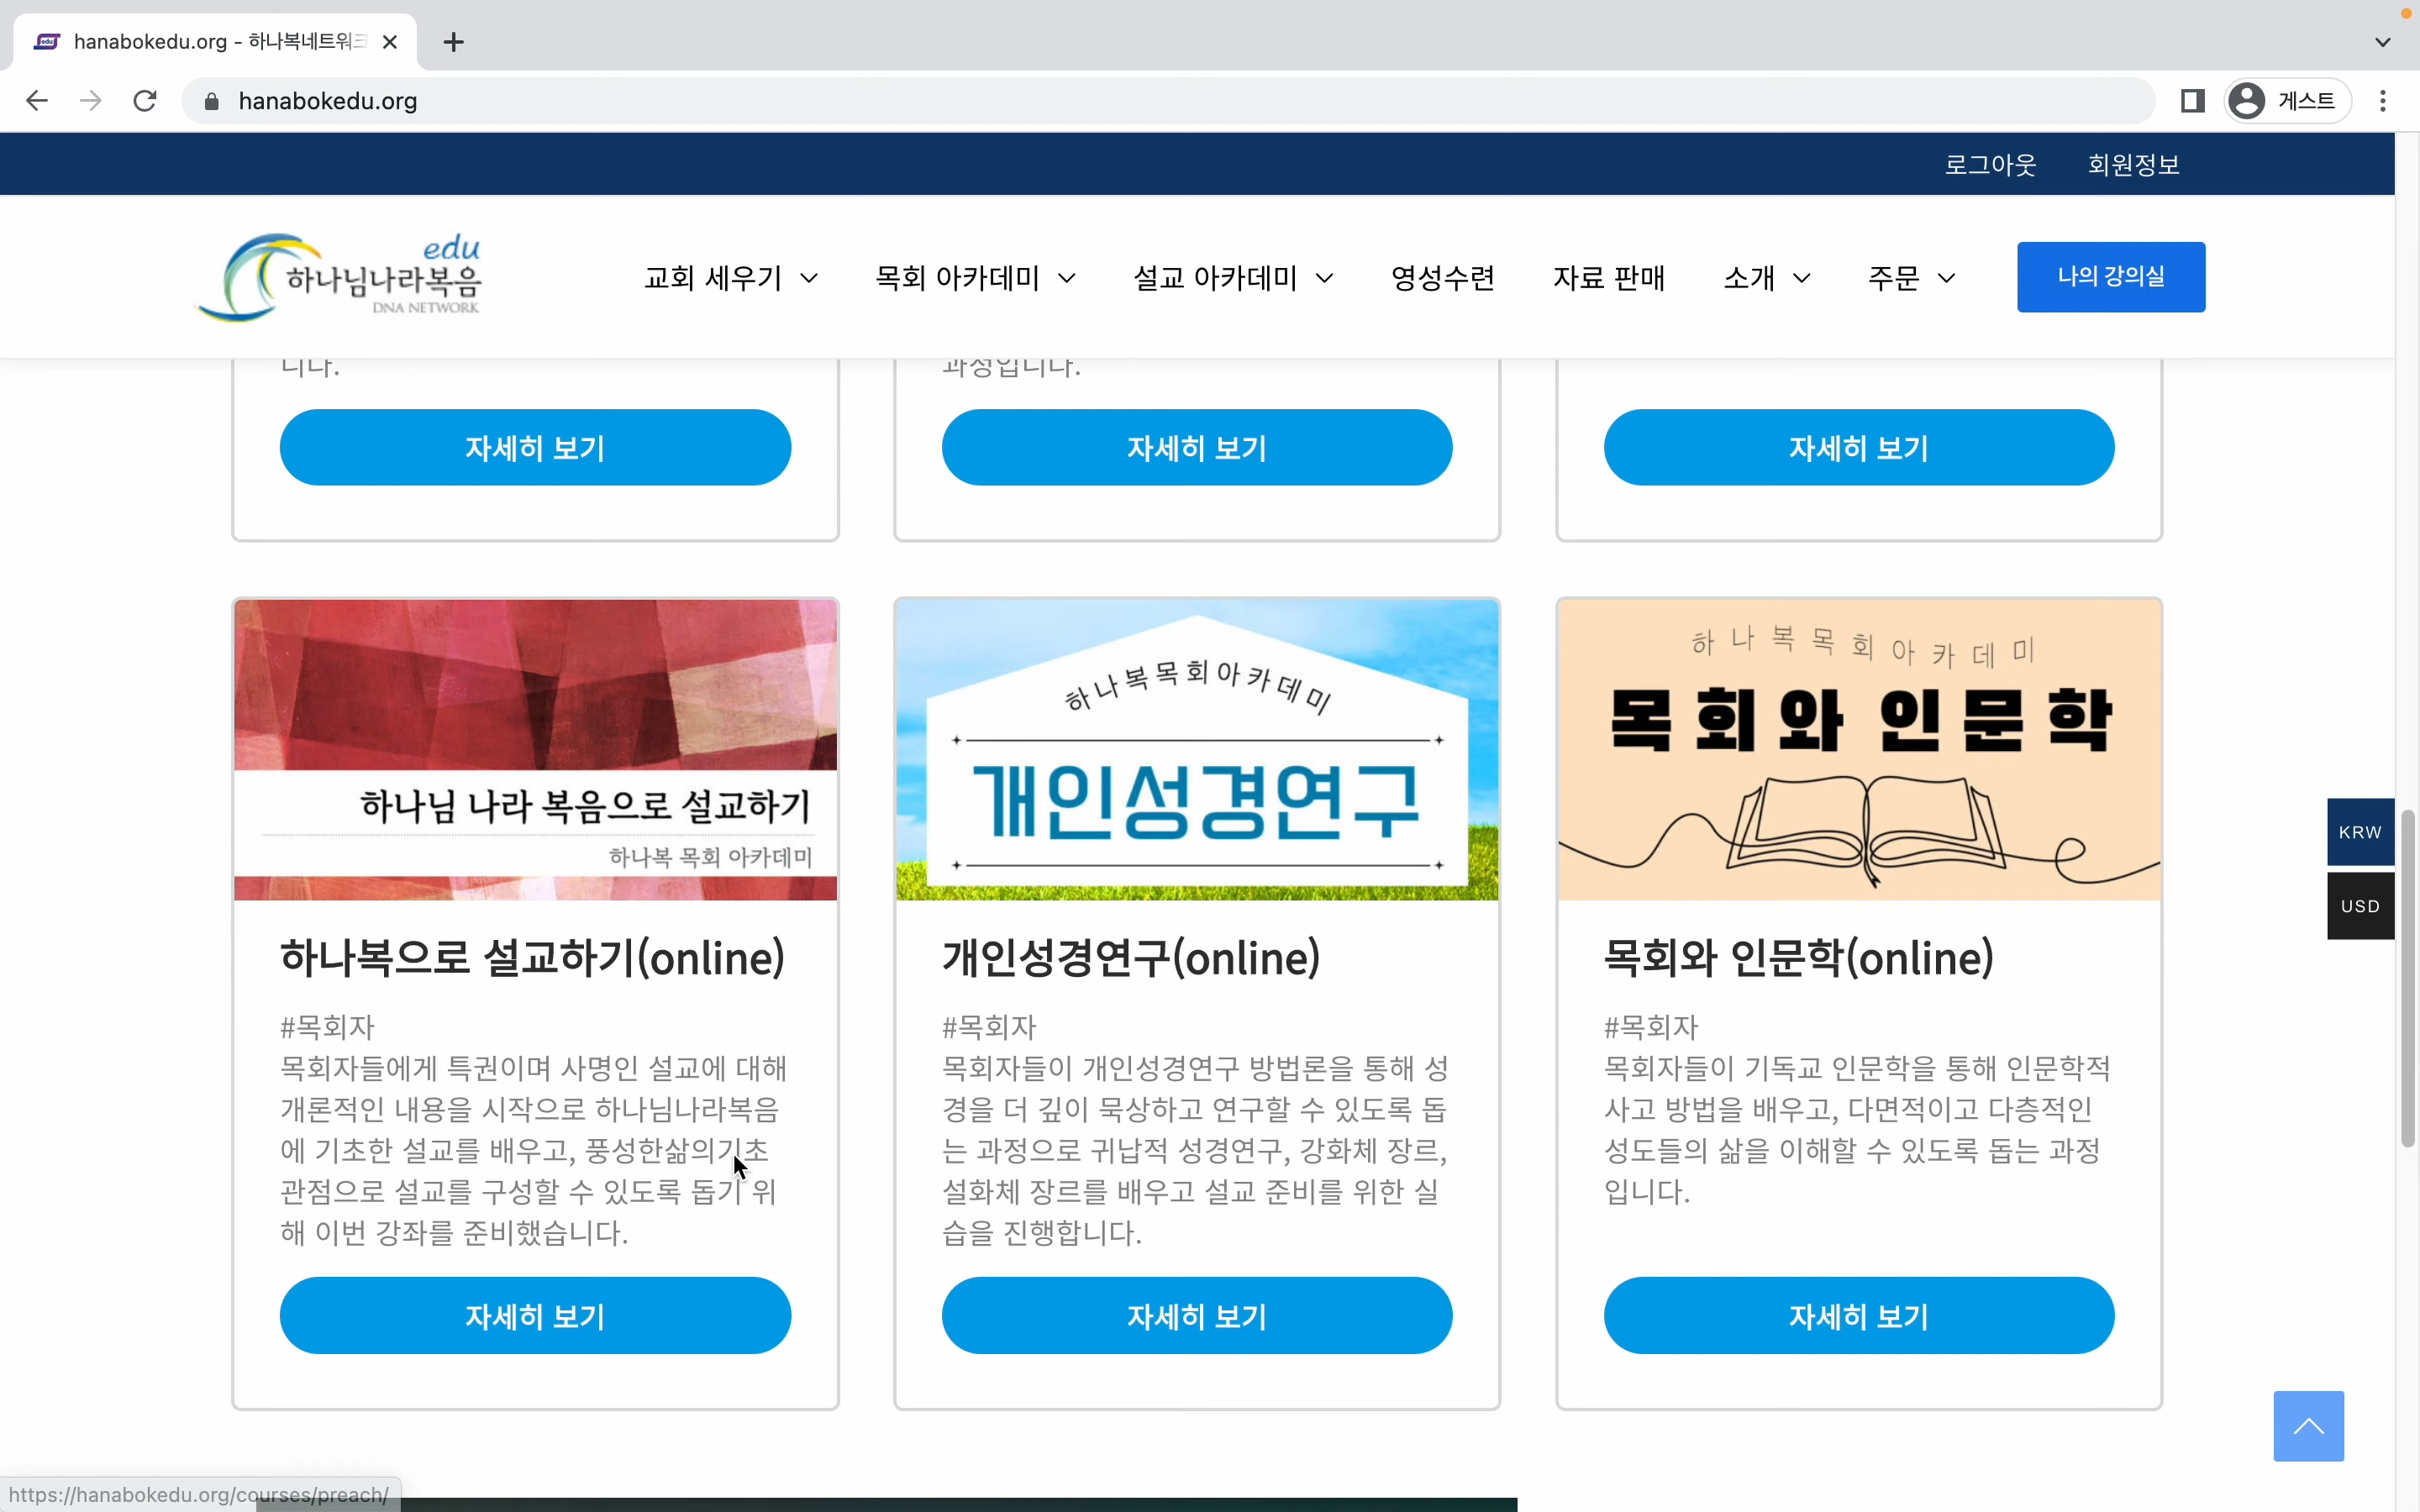 hanabokedu.org - 하나복네트워크
hanabokedu.org
게스트
로그아웃 회원정보
edu
하나님나라복음
DNA NETWORK
교회 세우기 목회 아카데미 설교 아카데미 영성수련 자료 판매 소개 주문 나의 강의실
니다. 과정입니다.
자세히 보기 자세히 보기 자세히 보기
하나님 나라 복음으로 설교하기
하나복 목회 아카데미
하나복으로 설교하기(online)
#목회자
목회자들에게 특권이며 사명인 설교에 대해
개론적인 내용을 시작으로 하나님나라복음
에 기초한 설교를 배우고, 풍성한삶의기초
관점으로 설교를 구성할 수 있도록 돕기 위
해 이번 강좌를 준비했습니다.
자세히 보기
하나복목회아카데미
개인성경연구
개인성경연구(online)
#목회자
목회자들이 개인성경연구 방법론을 통해 성
경을 더 깊이 묵상하고 연구할 수 있도록 돕
는 과정으로 귀납적 성경연구, 강화체 장르,
설화체 장르를 배우고 설교 준비를 위한 실
습을 진행합니다.
자세히 보기
하나복목회아카데미
목회와 인문학
목회와 인문학(online)
#목회자
목회자들이 기독교 인문학을 통해 인문학적
사고 방법을 배우고, 다면적이고 다층적인
성도들의 삶을 이해할 수 있도록 돕는 과정
입니다.
자세히 보기
KRW
USD
https://hanabokedu.org/courses/preach/